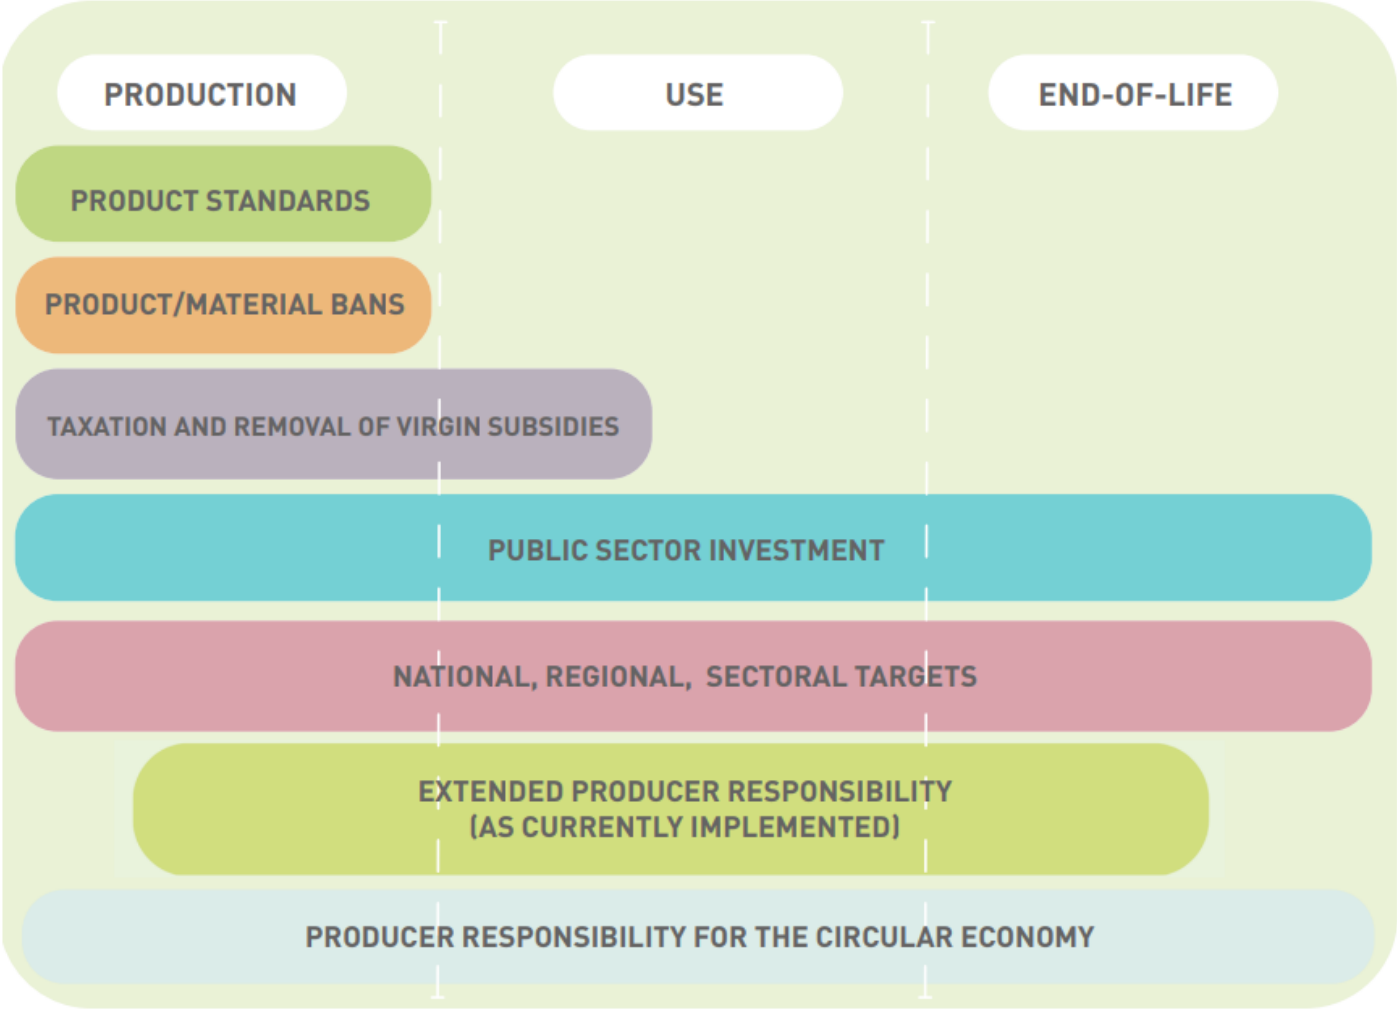 PRODUCTION
USE
END-OF-LIFE
PRODUCT STANDARDS
PRODUCT/MATERIAL BANS
TAXATION AND REMOVAL OF VIRGIN SUBSIDIES
PUBLIC SECTOR INVESTMENT
NATIONAL, REGIONAL, SECTORAL TARGETS
EXTENDED PRODUCER RESPONSIBILITY
(AS CURRENTLY IMPLEMENTED)
PRODUCER RESPONSIBILITY FOR THE CIRCULAR ECONOMY